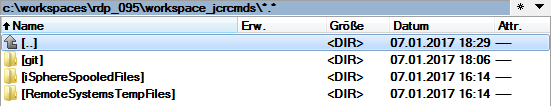 c:\workspaces\rdp_095\workspace_jcrcmds\*.*
Name Erw. Größe Datum Attr.
[..] <DIR> 07.01.2017 18:29 —
[git] <DIR> 07.01.2017 18:06 —
[iSphereSpooledFiles] <DIR> 07.01.2017 16:14 —
[RemoteSystemsTempFiles] <DIR> 07.01.2017 16:14 —